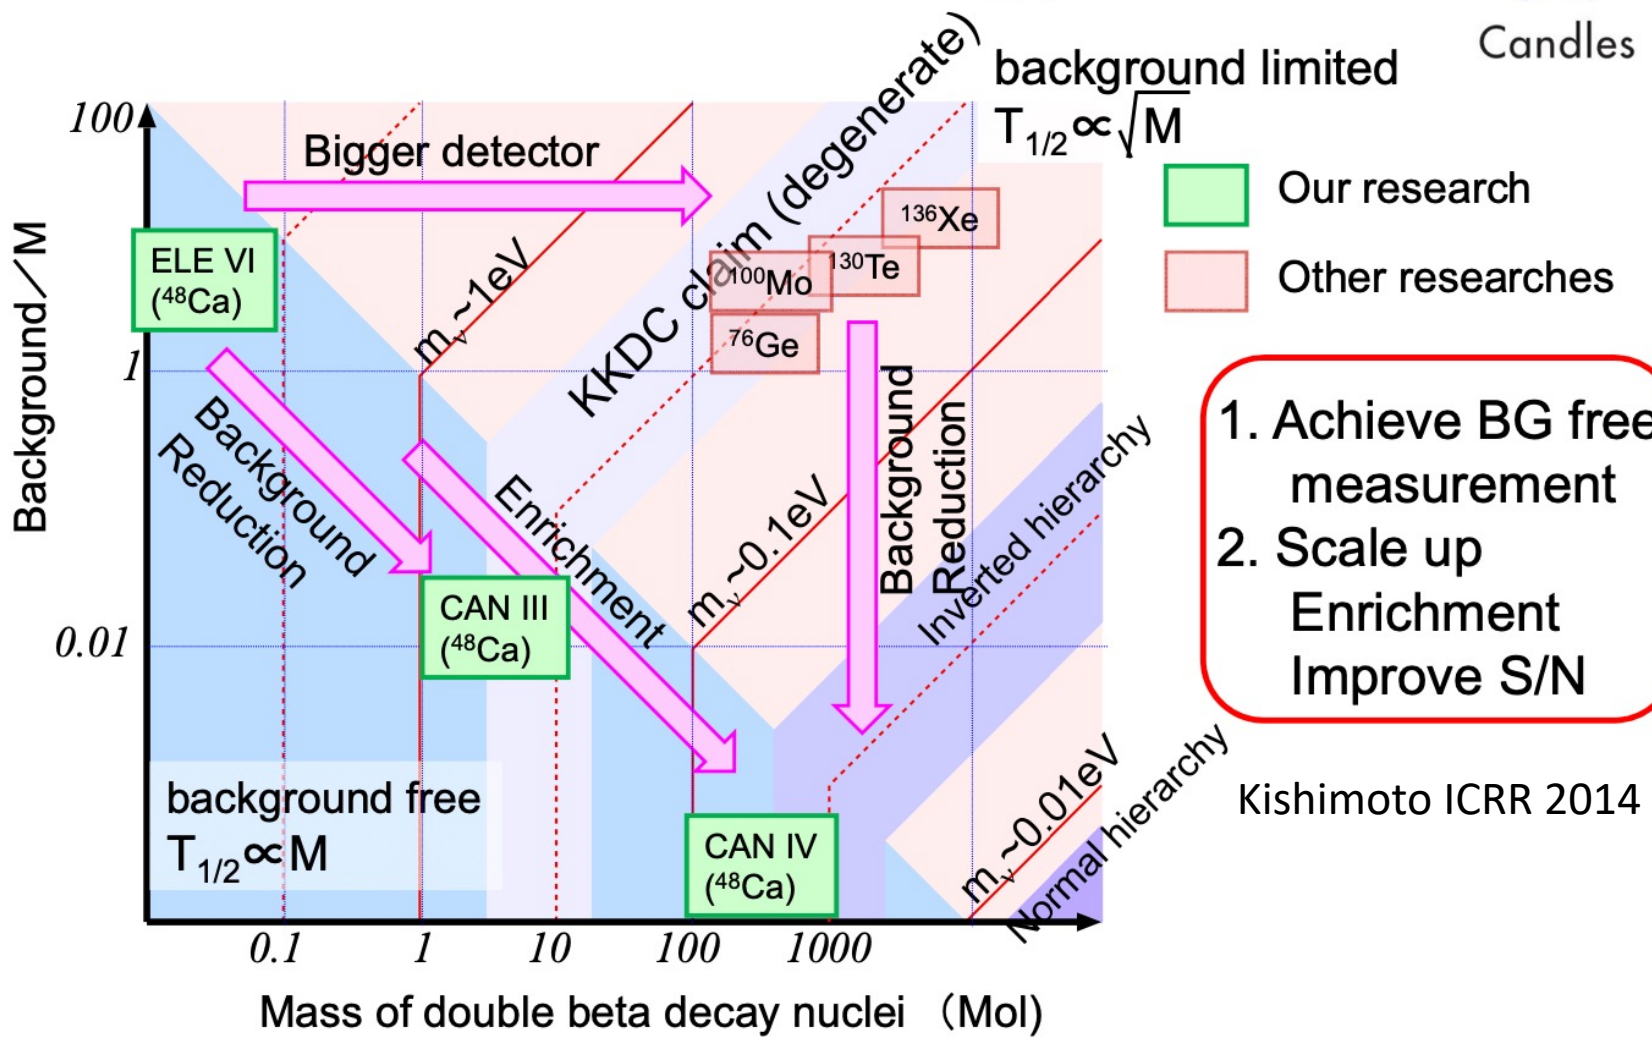 Candles
background limited
T1/2∝√M
100
Bigger detector
KKDC claim (degenerate)
Our research
136Xe
ELE VI
(48Ca)
130Te
100Mo
Other researches
mν~1eV
76Ge
Background/M
1
Background
Reduction
Enrichment
Background
Reduction
1. Achieve BG free
measurement
2. Scale up
Enrichment
Improve S/N
mν~0.1eV
Inverted hierarchy
CAN III
(48Ca)
0.01
background free
T1/2∝M
CAN IV
(48Ca)
mν~0.01eV
Normal hierarchy
Kishimoto ICRR 2014
0.1 1 10 100 1000
Mass of double beta decay nuclei (Mol)